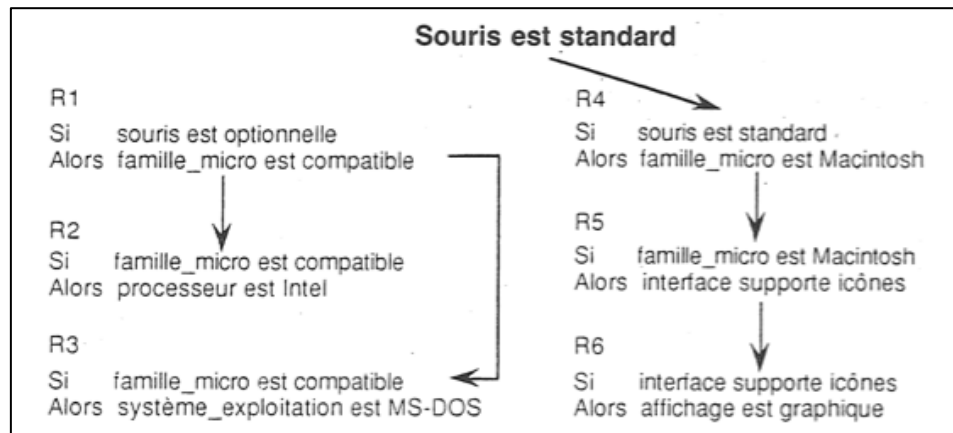 Souris est standard
R1
Si souris est optionnelle
Alors famille_micro est compatible
R2
Si famille_micro est compatible
Alors processeur est Intel
R3
Si famille_micro est compatible
Alors système_exploitation est MS-DOS
R4
Si souris est standard
Alors famille_micro est Macintosh
R5
Si famille_micro est Macintosh
Alors interface supporte icônes
R6
Si interface supporte icônes
Alors affichage est graphique